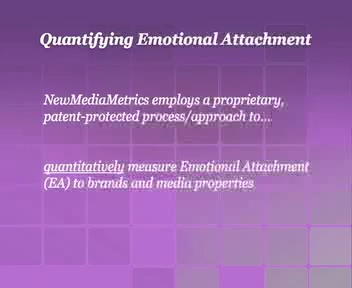 Quantifying Emotional Attachment
NewMediaMetrics employs a proprietary,
patent-protected process/approach to...
quantitatively measure Emotional Attachment
(EA) to brands and media properties